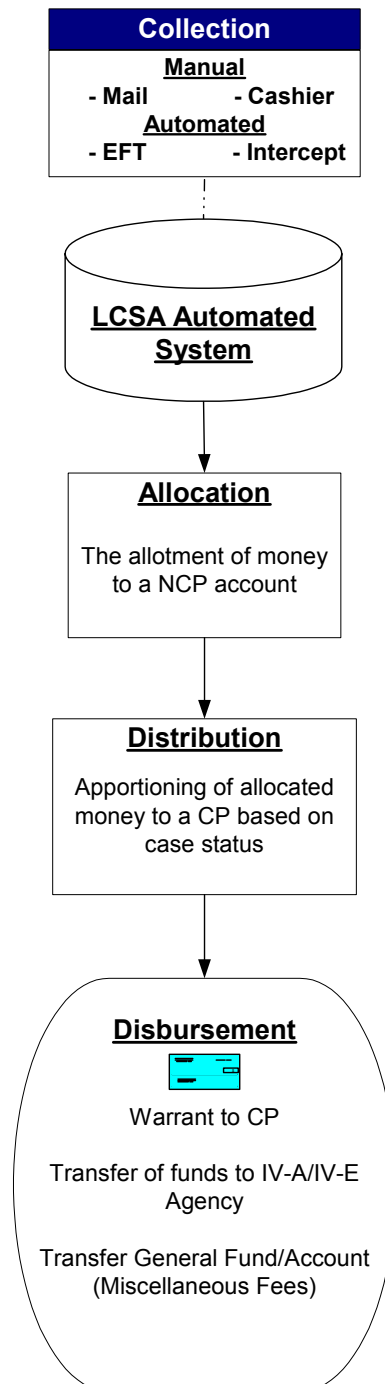 Collection
Manual
- Mail - Cashier
Automated
- EFT - Intercept
LCSA Automated
System
Allocation
The allotment of money
to a NCP account
Distribution
Apportioning of allocated
money to a CP based on
case status
Disbursement
Warrant to CP
Transfer of funds to IV-A/IV-E
Agency
Transfer General Fund/Account
(Miscellaneous Fees)